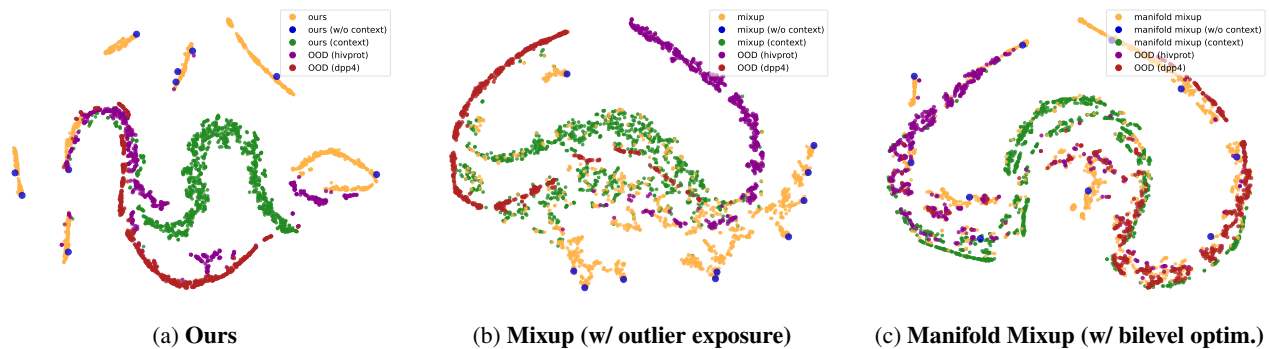 ours
ours (w/o context)
ours (context)
OOD (hivprot)
OOD (dpp4)
mixup
mixup (w/o context)
mixup (context)
OOD (hivprot)
OOD (dpp4)
manifold mixup
manifold mixup (w/o context)
manifold mixup (context)
OOD (hivprot)
OOD (dpp4)
(a) Ours
(b) Mixup (w/ outlier exposure)
(c) Manifold Mixup (w/ bilevel optim.)